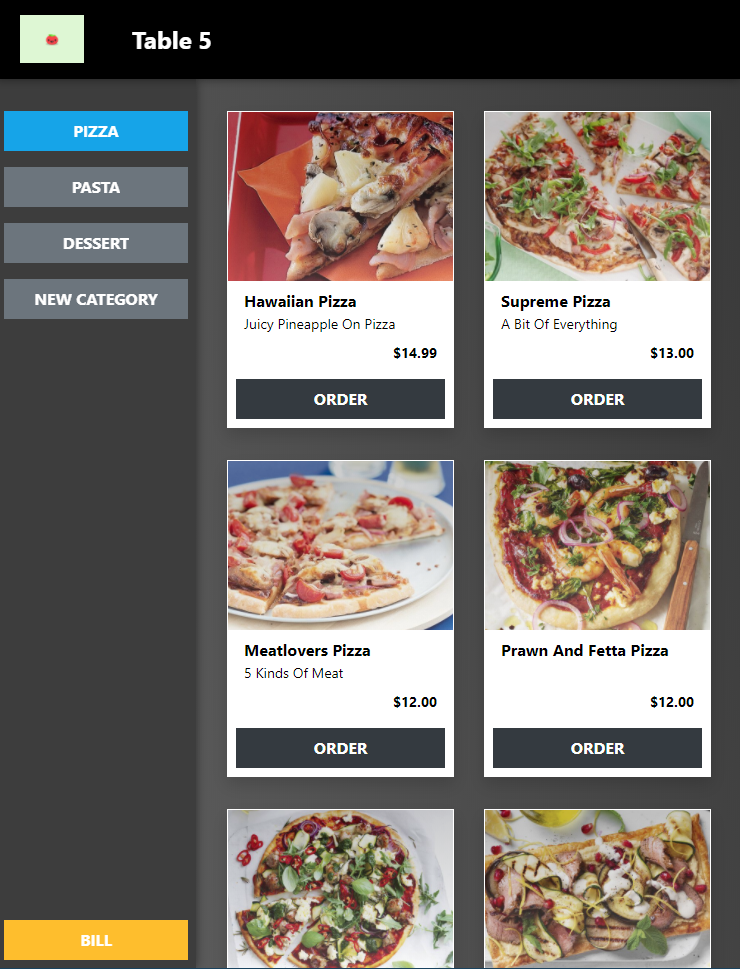 Table 5
PIZZA
PASTA
DESSERT
NEW CATEGORY
BILL
Hawaiian Pizza
Juicy Pineapple On Pizza
$14.99
ORDER
Supreme Pizza
A Bit Of Everything
$13.00
ORDER
Meatlovers Pizza
5 Kinds Of Meat
$12.00
ORDER
Prawn And Fetta Pizza
$12.00
ORDER